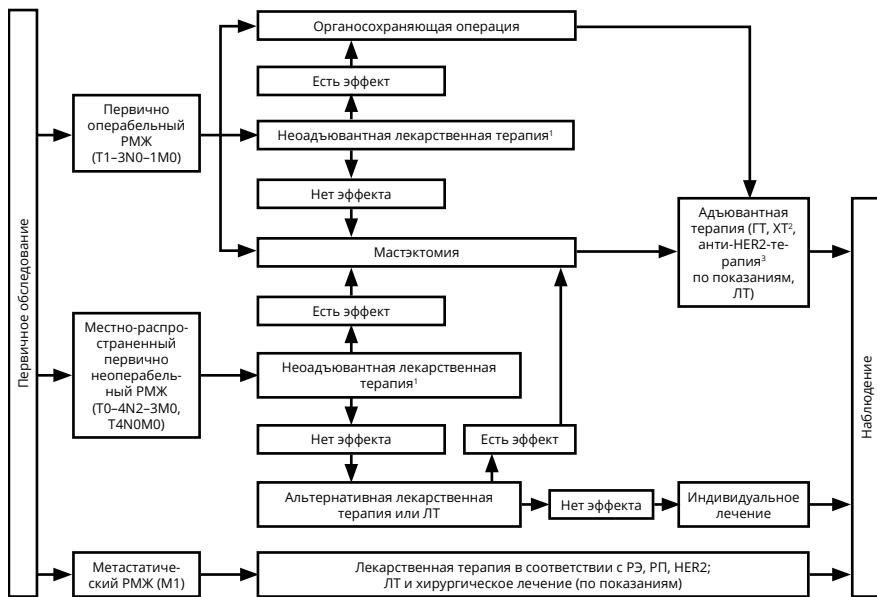 Первичное обследование
Первично
операбельный
РМЖ
(T1–3N0–1M0)
Органосохраняющая операция
Есть эффект
Неоадъювантная лекарственная терапия¹
Нет эффекта
Мастэктомия
Адъювантная
терапия (ГТ, ХТ²,
анти-HER2-те-
рапия³
по показаниям,
ЛТ)
Местно-распро-
страненный
первично
неоперабель-
ный РМЖ
(T0–4N2–3M0,
T4N0M0)
Есть эффект
Неоадъювантная лекарственная
терапия¹
Нет эффекта
Есть эффект
Альтернативная лекарственная
терапия или ЛТ
Нет эффекта
Индивидуальное
лечение
Метастатиче-
ский РМЖ (M1)
Лекарственная терапия в соответствии с РЭ, РП, HER2;
ЛТ и хирургическое лечение (по показаниям)
Наблюдение